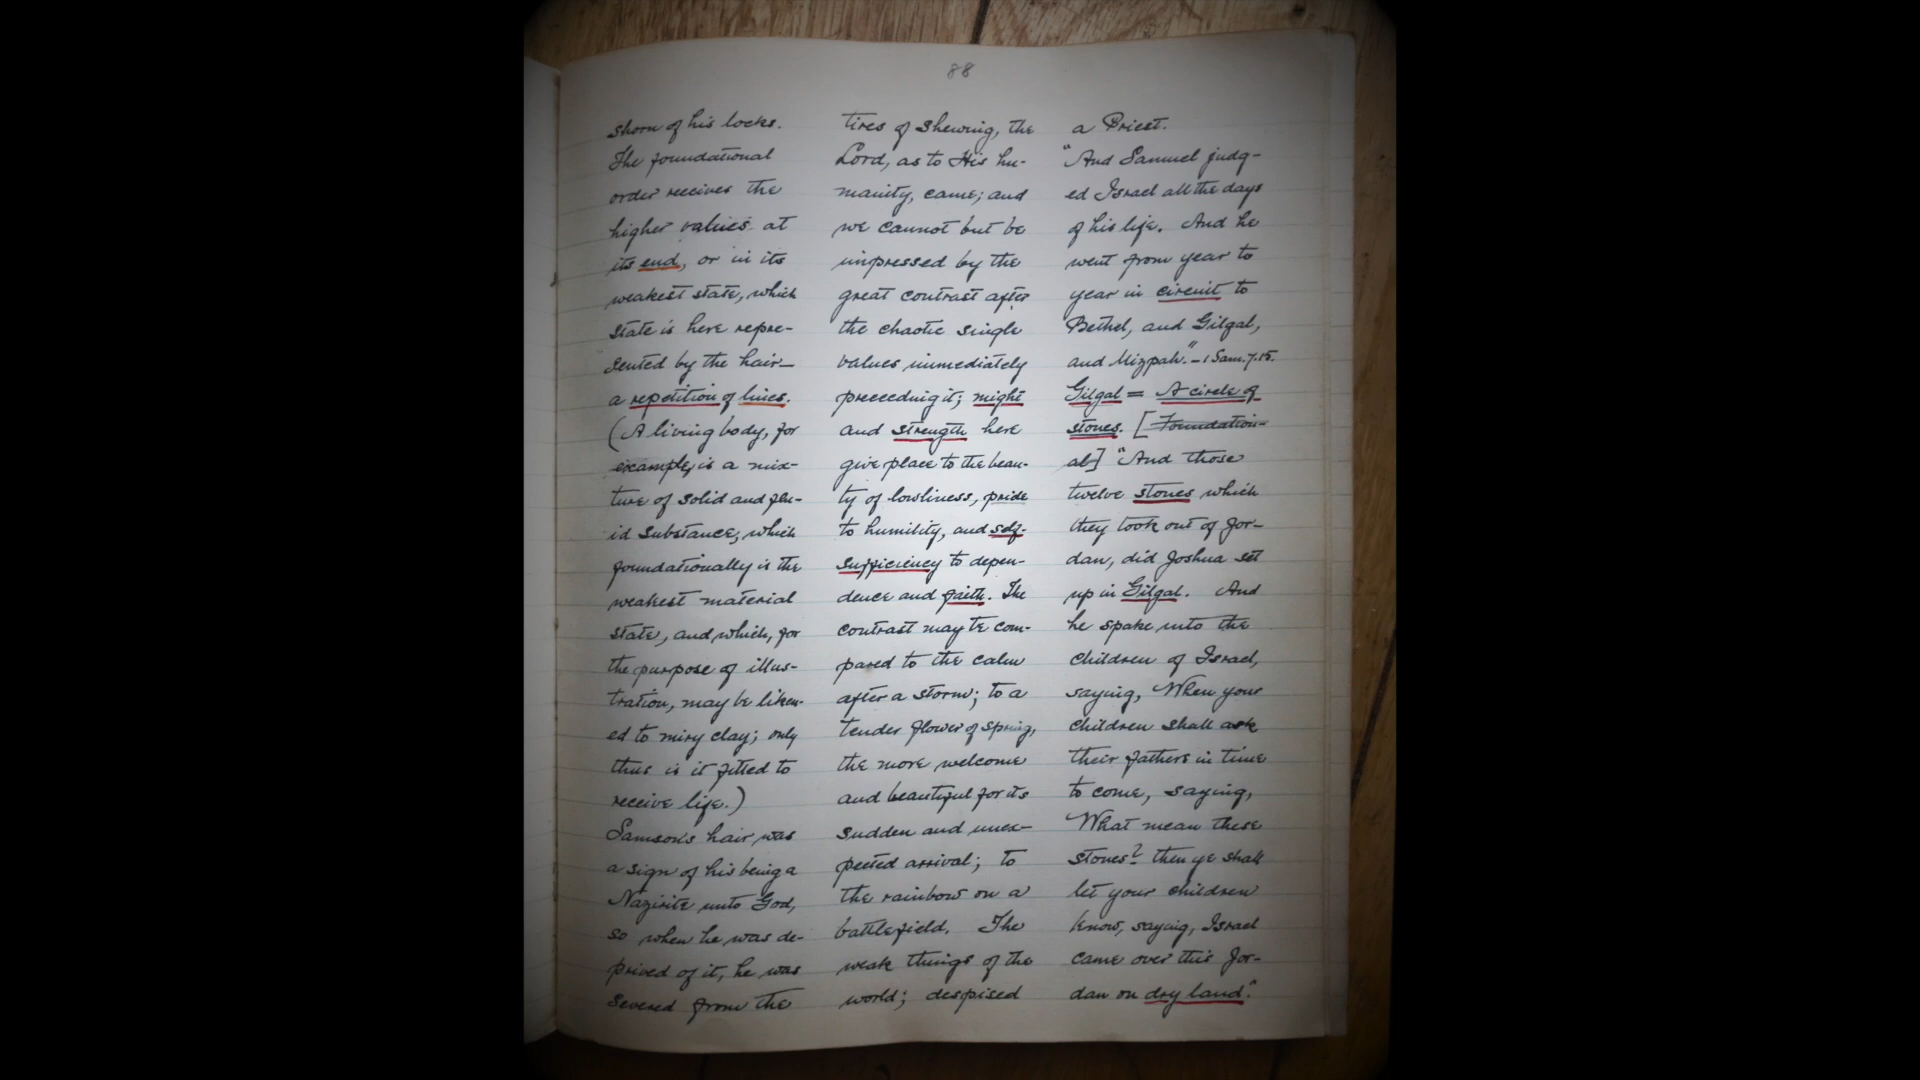 88
shorn of his locks.
The foundational
order receives the
higher values at
its end, or in its
weakest state, which
state is here repre-
sented by the hair—
a repetition of lines.
(A living body, for
example, is a mix-
ture of solid and flu-
id substance, which
foundationally is the
weakest material
state, and which, for
the purpose of illus-
tration, may be liken-
ed to miry clay; only
thus is it fitted to
receive life.)
Samson's hair was
a sign of his being a
Nazirite unto God,
so when he was de-
prived of it, he was
severed from the
tires of shewing, the
Lord, as to His hu-
manity, came; and
we cannot but be
impressed by the
great contrast after
the chaotic single
values immediately
preceeding it; might
and strength here
give place to the beau-
ty of lowliness, pride
to humility, and self-
sufficiency to depen-
dence and faith. The
contrast may be com-
pared to the calm
after a storm; to a
tender flower of spring,
the more welcome
and beautiful for its
sudden and unex-
pected arrival; to
the rainbow on a
battlefield. The
weak things of the
world; despised
a Priest.
"And Samuel judg-
ed Israel all the days
of his life. And he
went from year to
year in circuit to
Bethel, and Gilgal,
and Mizpah." - 1 Sam. 7.15.
Gilgal = A circle of
stones. [Foundation-
al] "And those
twelve stones which
they took out of Jor-
dan, did Joshua set
up in Gilgal. And
he spake unto the
children of Israel,
saying, When your
children shall ask
their fathers in time
to come, saying,
What mean these
stones? then ye shall
let your children
know, saying, Israel
came over this Jor-
dan on dry land."